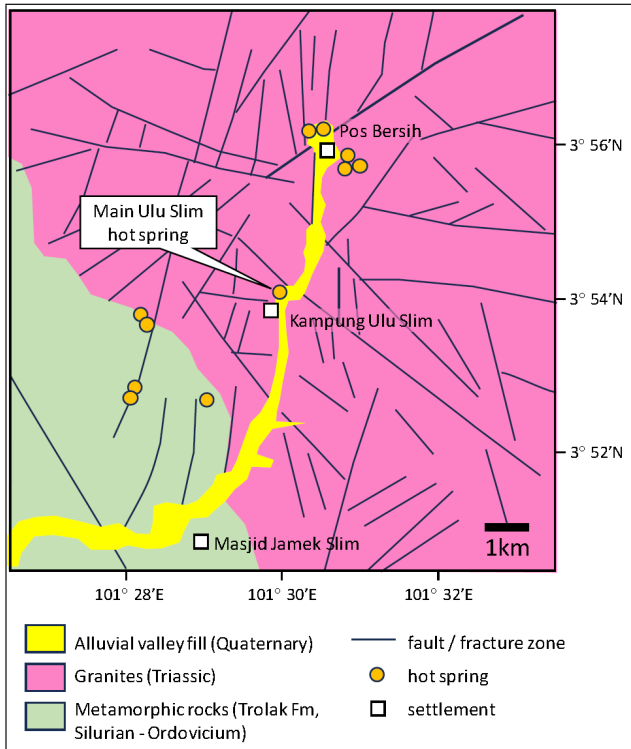 Pos Bersih
3° 56'N
Main Ulu Slim
hot spring
3° 54'N
Kampung Ulu Slim
3° 52'N
Masjid Jamek Slim
1km
101° 28'E
101° 30'E
101° 32'E
Alluvial valley fill (Quaternary)
fault / fracture zone
Granites (Triassic)
hot spring
Metamorphic rocks (Trolak Fm,
Silurian - Ordovicium)
settlement